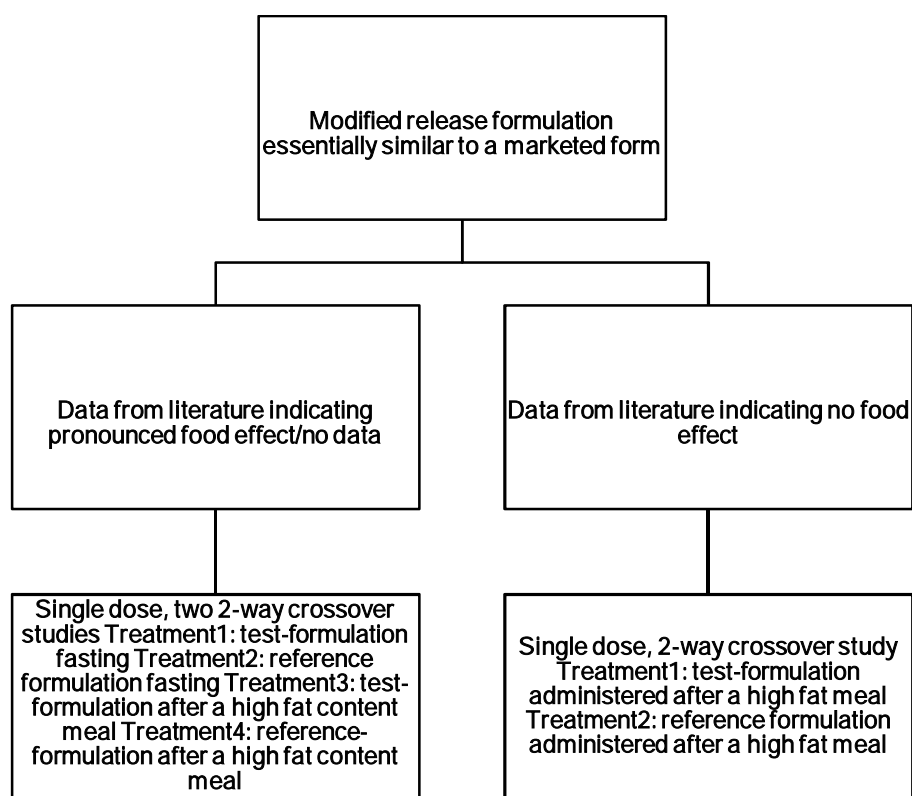 Modified release formulation
essentially similar to a marketed form
Data from literature indicating
pronounced food effect/no data
Data from literature indicating no food
effect
Single dose, two 2-way crossover
studies Treatment1: test-formulation
fasting Treatment2: reference
formulation fasting Treatment3: test-
formulation after a high fat content
meal Treatment4: reference-
formulation after a high fat content
meal
Single dose, 2-way crossover study
Treatment1: test-formulation
administered after a high fat meal
Treatment2: reference formulation
administered after a high fat meal